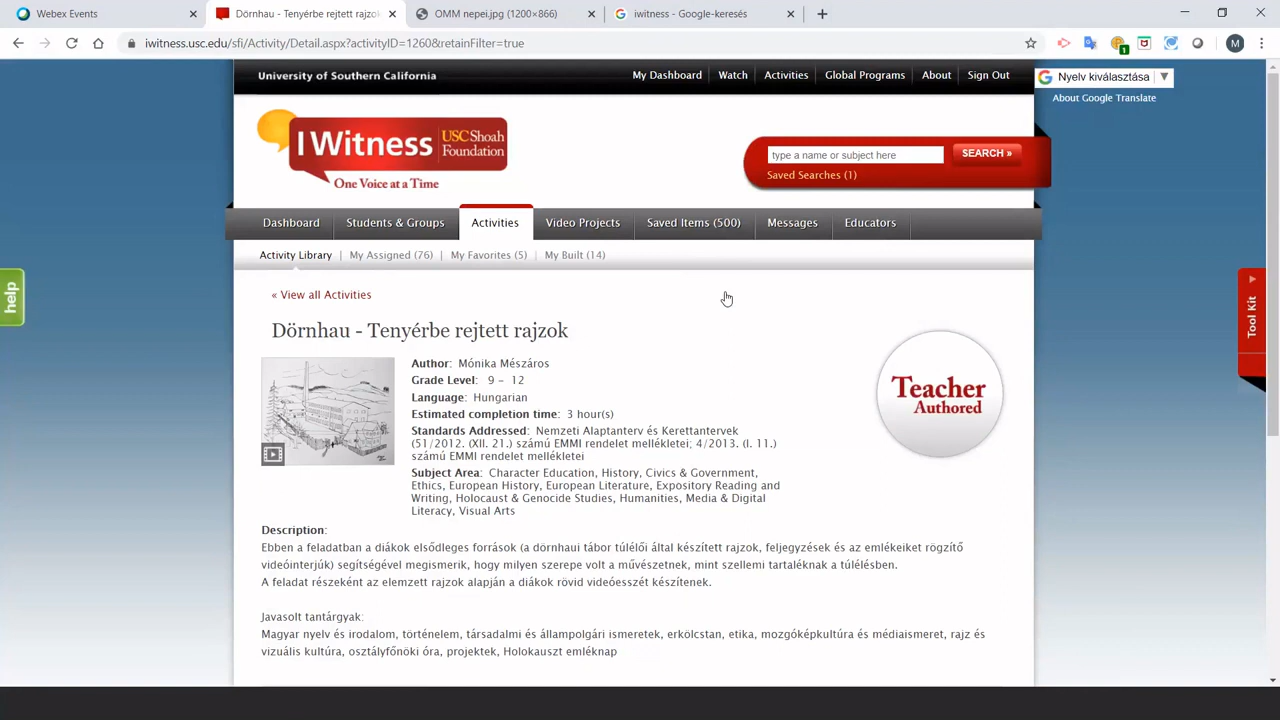 Webex Events
Dörnhau - Tenyérbe rejtett rajzok
OMM nepei.jpg (1200×866)
iwitness - Google-keresés
iwitness.usc.edu/sfi/Activity/Detail.aspx?activityID=1260&retainFilter=true
1
M
University of Southern California
My Dashboard
Watch
Activities
Global Programs
About
Sign Out
Nyelv kiválasztása
About Google Translate
IWitness
USC Shoah
Foundation
One Voice at a Time
type a name or subject here
SEARCH »
Saved Searches (1)
Dashboard
Students & Groups
Activities
Video Projects
Saved Items (500)
Messages
Educators
Activity Library | My Assigned (76) | My Favorites (5) | My Built (14)
help
Tool Kit
« View all Activities
Dörnhau - Tenyérbe rejtett rajzok
Author: Mónika Mészáros
Grade Level: 9 - 12
Language: Hungarian
Estimated completion time: 3 hour(s)
Standards Addressed: Nemzeti Alaptanterv és Kerettantervek
(51/2012. (XII. 21.) számú EMMI rendelet mellékletei; 4/2013. (I. 11.)
számú EMMI rendelet mellékletei
Subject Area: Character Education, History, Civics & Government,
Ethics, European History, European Literature, Expository Reading and
Writing, Holocaust & Genocide Studies, Humanities, Media & Digital
Literacy, Visual Arts
Teacher
Authored
Description:
Ebben a feladatban a diákok elsődleges források (a dörnhaui tábor túlélői által készített rajzok, feljegyzések és az emlékeiket rögzítő
videóinterjúk) segítségével megismerik, hogy milyen szerepe volt a művészetnek, mint szellemi tartaléknak a túlélésben.
A feladat részeként az elemzett rajzok alapján a diákok rövid videóesszét készítenek.
Javasolt tantárgyak:
Magyar nyelv és irodalom, történelem, társadalmi és állampolgári ismeretek, erkölcstan, etika, mozgóképkultúra és médiaismeret, rajz és
vizuális kultúra, osztályfőnöki óra, projektek, Holokauszt emléknap